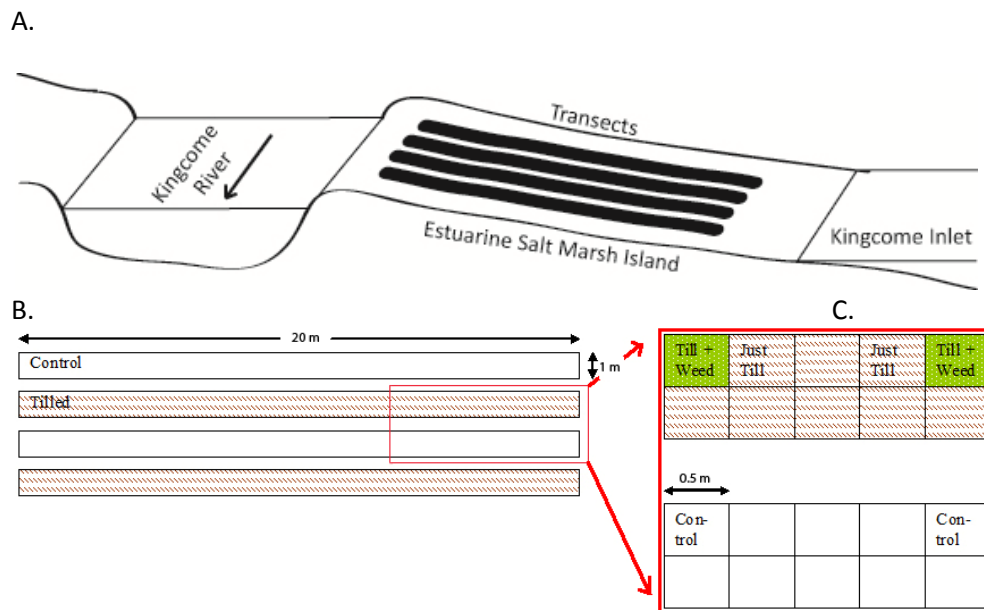 A.
Transects
Kingcome
River
Estuarine Salt Marsh Island
Kingcome Inlet
B.
C.
20 m
Control
1 m
Tilled
Till +
Weed
Just
Till
Just
Till
Till +
Weed
0.5 m
Con-
trol
Con-
trol